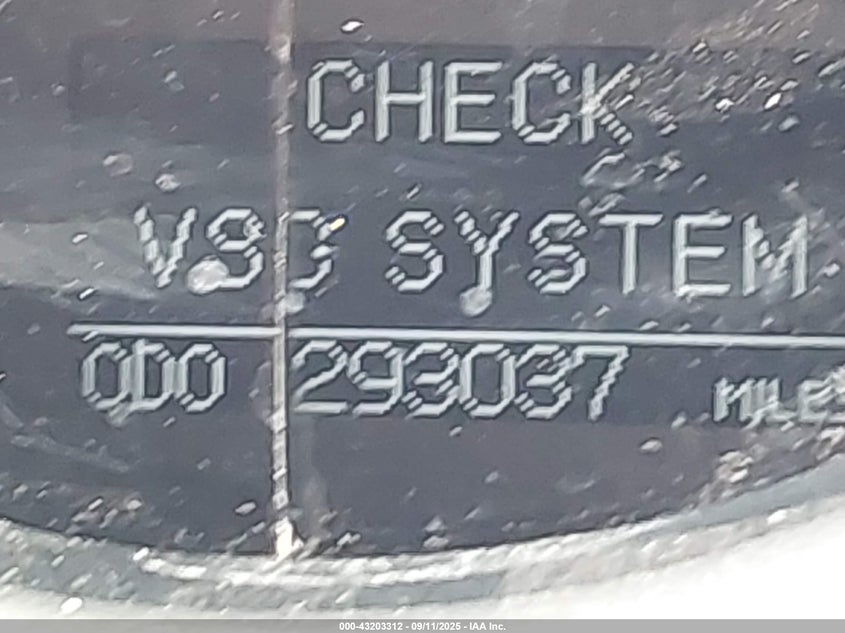 CHECK
VSC SYSTEM
ODO 293037 MILES
000-43203312 - 09/11/2025 - IAA Inc.